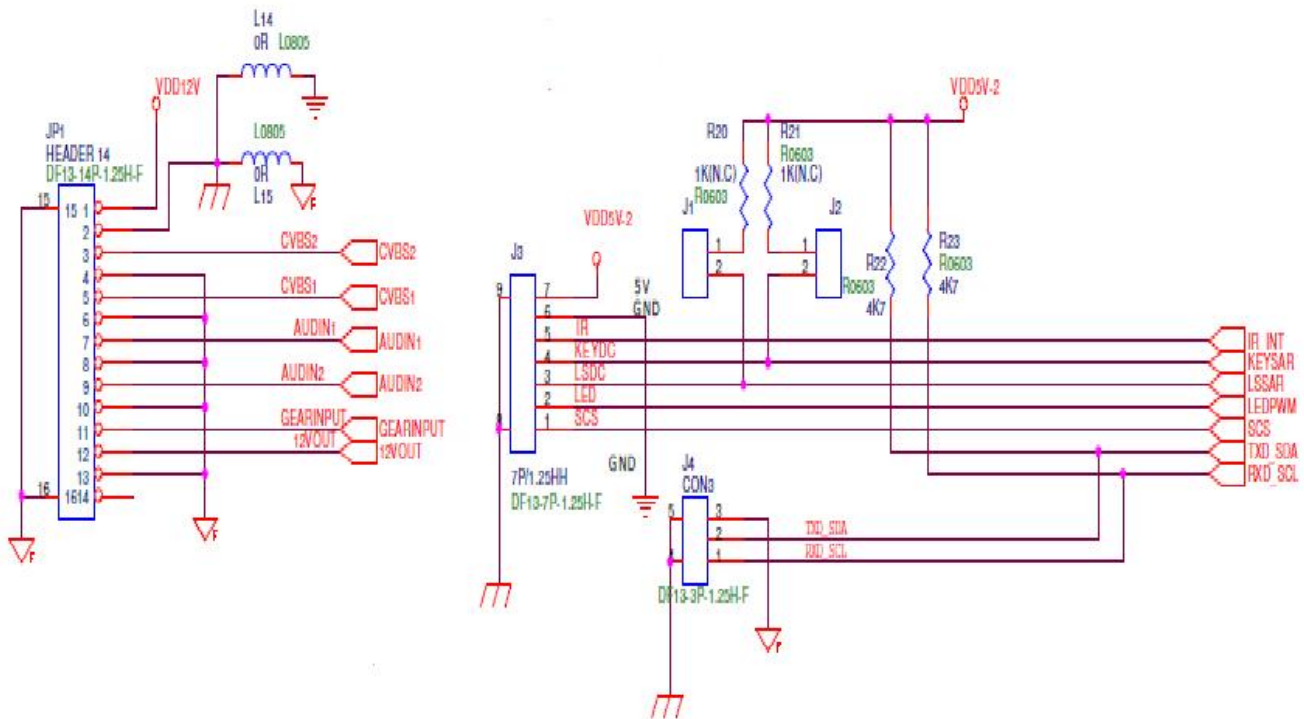 L14
0R L0805
VDD12V
JP1
HEADER 14
DF13-14P-1.25H-F
L0805
0R
L15
F
15
15 1
2
3
4
5
6
7
8
9
10
11
12
13
16
1614
CVBS2
CVBS2
CVBS1
CVBS1
AUDIN1
AUDIN1
AUDIN2
AUDIN2
GEARINPUT
GEARINPUT
12VOUT
12VOUT
F
F
VDD5V-2
R20
R21
R0603
1K(N.C)
1K(N.C)
R0603
J1
J2
1
2
1
2
R22
R0603
4K7
R23
R0603
4K7
VDD5V-2
J3
9
8
7
6
5
4
3
2
1
5V
GND
IR
KEYDC
LSDC
LED
SCS
IR_INT
KEYSAR
LSSAR
LEDPWM
SCS
TXD_SDA
RXD_SCL
7P/1.25HH
DF13-7P-1.25H-F
GND
J4
CON3
5
4
3
2
1
TXD_SDA
RXD_SCL
DF13-3P-1.25H-F
F